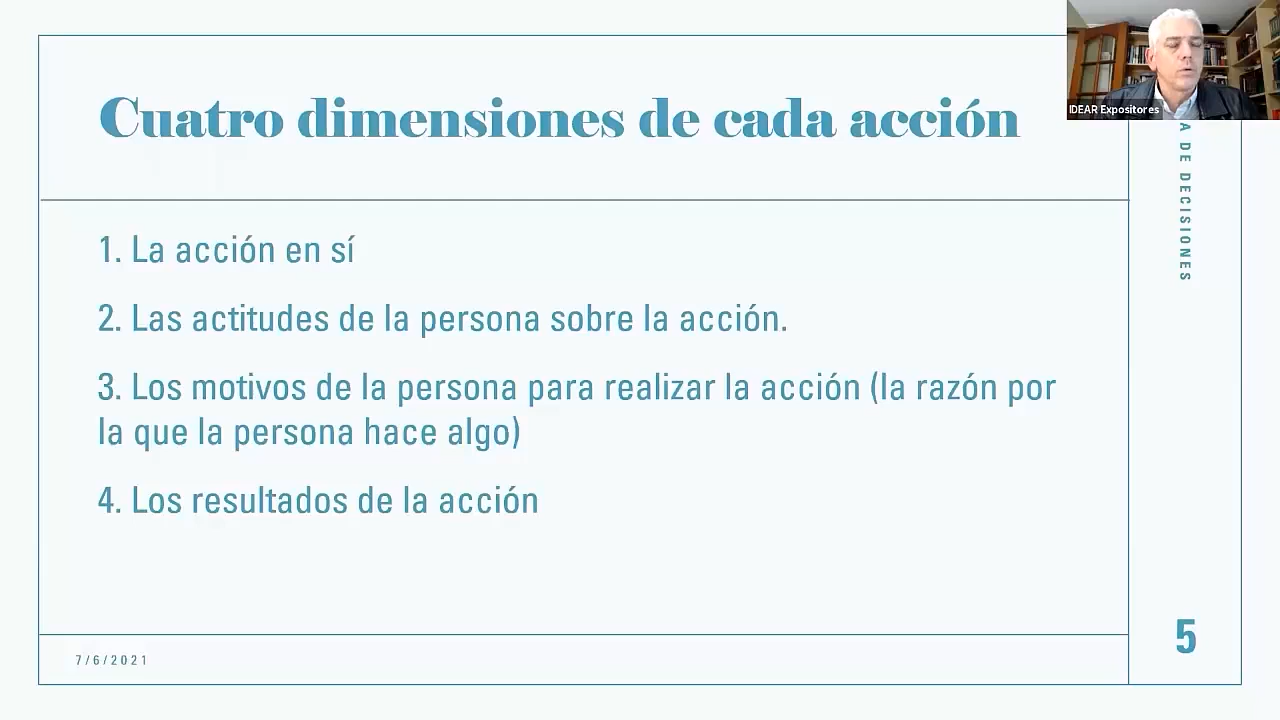 IDEAR Expositores
Cuatro dimensiones de cada acción
A DE DECISIONES
1. La acción en sí
2. Las actitudes de la persona sobre la acción.
3. Los motivos de la persona para realizar la acción (la razón por
la que la persona hace algo)
4. Los resultados de la acción
7/6/2021
5